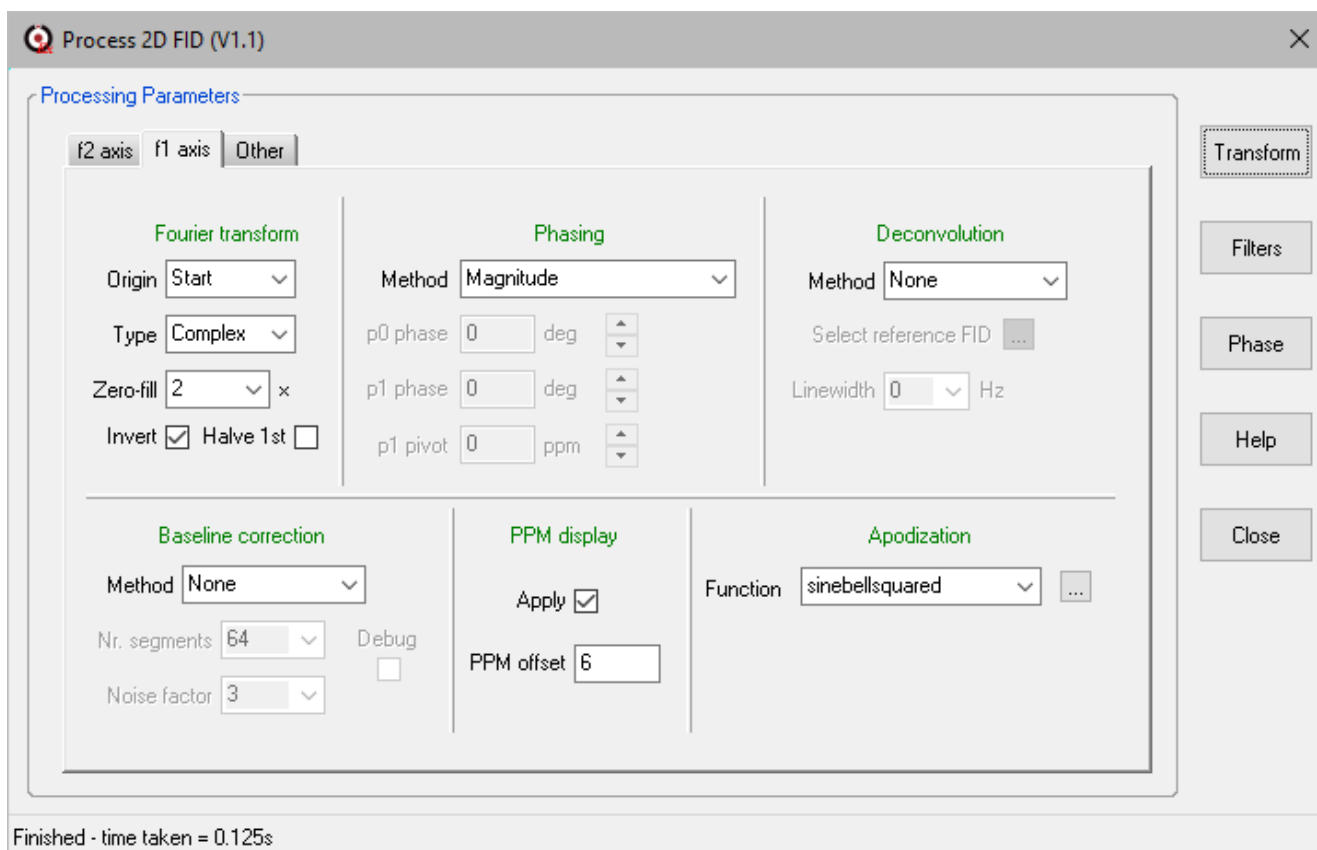 Process 2D FID (V1.1)
Processing Parameters
f2 axis f1 axis Other
Transform
Filters
Phase
Help
Close
Fourier transform
Origin Start
Type Complex
Zero-fill 2 x
Invert Halve 1st
Phasing
Method Magnitude
p0 phase 0 deg
p1 phase 0 deg
p1 pivot 0 ppm
Deconvolution
Method None
Select reference FID ...
Linewidth 0 Hz
Baseline correction
Method None
Nr. segments 64 Debug
Noise factor 3
PPM display
Apply
PPM offset 6
Apodization
Function sinebellsquared ...
Finished - time taken = 0.125s